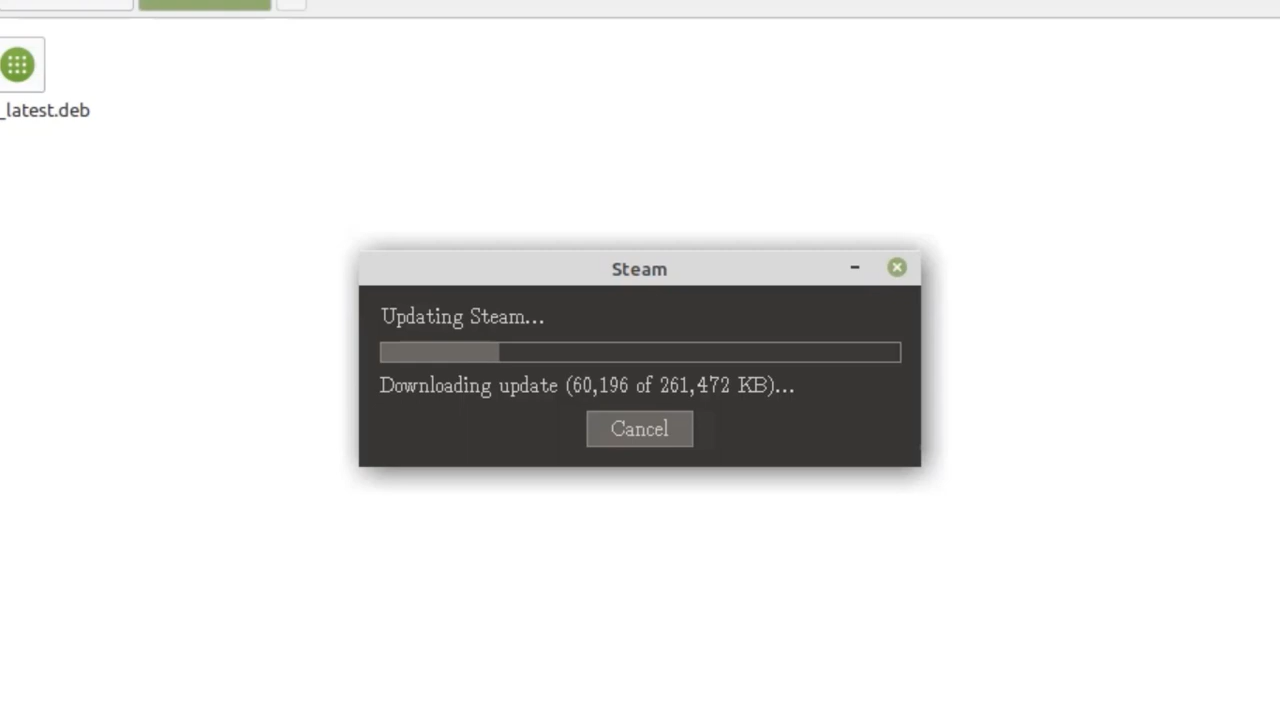 _latest.deb
Steam
Updating Steam...
Downloading update (60,196 of 261,472 KB)...
Cancel